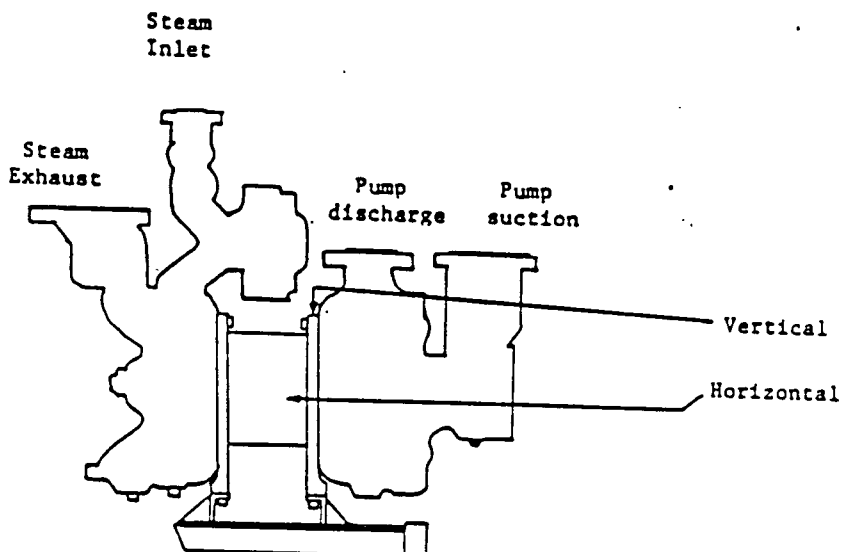 Steam
Inlet
Steam
Exhaust
Pump
discharge
Pump
suction
Vertical
Horizontal